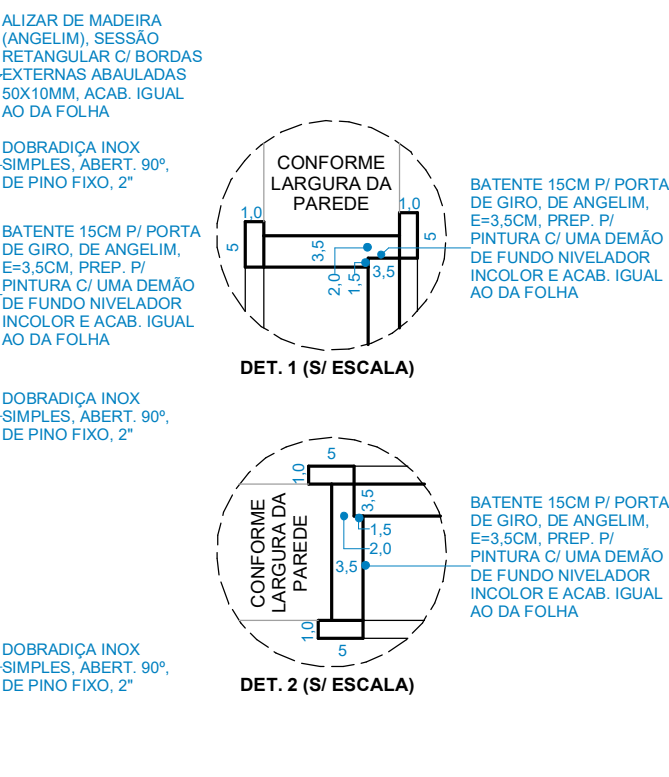 ALIZAR DE MADEIRA
(ANGELIM), SESSÃO
RETANGULAR C/ BORDAS
EXTERNAS ABAULADAS
50X10MM, ACAB. IGUAL
AO DA FOLHA
DOBRADIÇA INOX
SIMPLES, ABERT. 90º,
DE PINO FIXO, 2"
BATENTE 15CM P/ PORTA
DE GIRO, DE ANGELIM,
E=3,5CM, PREP. P/
PINTURA C/ UMA DEMÃO
DE FUNDO NIVELADOR
INCOLOR E ACAB. IGUAL
AO DA FOLHA
DOBRADIÇA INOX
SIMPLES, ABERT. 90º,
DE PINO FIXO, 2"
DOBRADIÇA INOX
SIMPLES, ABERT. 90º,
DE PINO FIXO, 2"
CONFORME
LARGURA DA
PAREDE
1,0
1,0
5
3,5
5
2,0
1,5
3,5
BATENTE 15CM P/ PORTA
DE GIRO, DE ANGELIM,
E=3,5CM, PREP. P/
PINTURA C/ UMA DEMÃO
DE FUNDO NIVELADOR
INCOLOR E ACAB. IGUAL
AO DA FOLHA
DET. 1 (S/ ESCALA)
5
1,0
CONFORME
LARGURA DA
PAREDE
3,5
1,5
2,0
3,5
1,0
5
BATENTE 15CM P/ PORTA
DE GIRO, DE ANGELIM,
E=3,5CM, PREP. P/
PINTURA C/ UMA DEMÃO
DE FUNDO NIVELADOR
INCOLOR E ACAB. IGUAL
AO DA FOLHA
DET. 2 (S/ ESCALA)